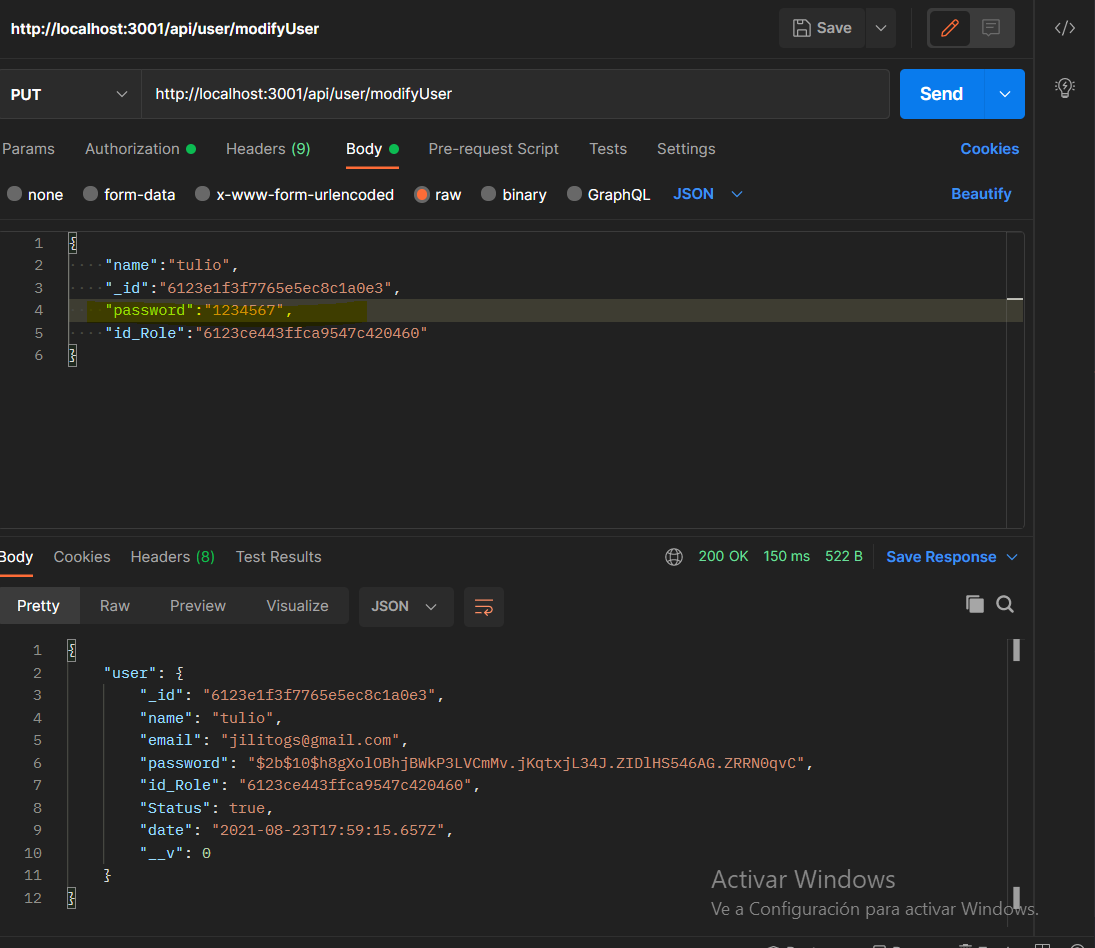 http://localhost:3001/api/user/modifyUser
Save
PUT
http://localhost:3001/api/user/modifyUser
Send
Params Authorization Headers (9) Body Pre-request Script Tests Settings Cookies
none form-data x-www-form-urlencoded raw binary GraphQL JSON Beautify
1 {
2 "name":"tulio",
3 "_id":"6123e1f3f7765e5ec8c1a0e3",
4 "password":"1234567",
5 "id_Role":"6123ce443ffca9547c420460"
6 }
Body Cookies Headers (8) Test Results 200 OK 150 ms 522 B Save Response
Pretty Raw Preview Visualize JSON
1 {
2 "user": {
3 "_id": "6123e1f3f7765e5ec8c1a0e3",
4 "name": "tulio",
5 "email": "jilitogs@gmail.com",
6 "password": "$2b$10$h8gXolOBhjBWkP3LVCmMv.jKqtxjL34J.ZIDlHS546AG.ZRRN0qvC",
7 "id_Role": "6123ce443ffca9547c420460",
8 "Status": true,
9 "date": "2021-08-23T17:59:15.657Z",
10 "__v": 0
11 }
12 }
Activar Windows
Ve a Configuración para activar Windows.